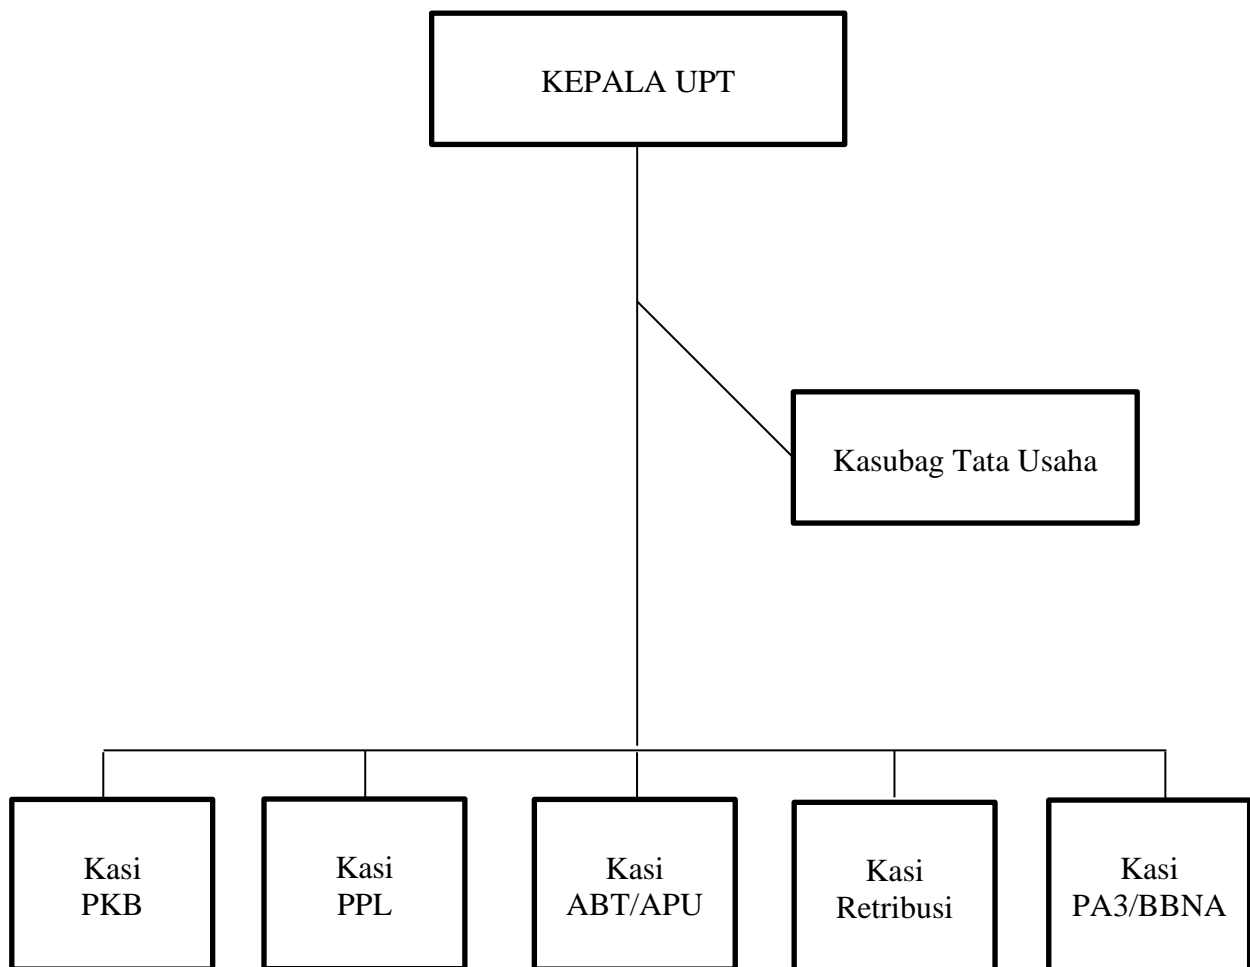 KEPALA UPT
Kasubag Tata Usaha
Kasi
PKB
Kasi
PPL
Kasi
ABT/APU
Kasi
Retribusi
Kasi
PA3/BBNA